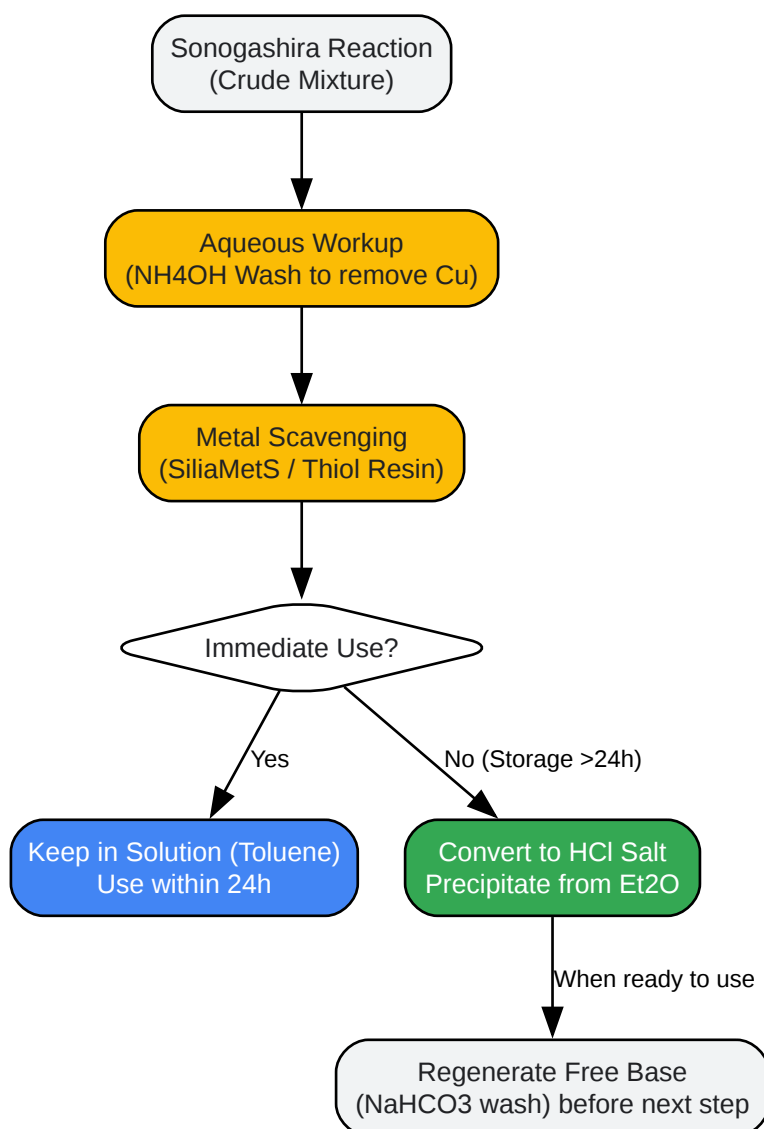 Sonogashira Reaction
(Crude Mixture)
Aqueous Workup
(NH4OH Wash to remove Cu)
Metal Scavenging
(SiliaMetS / Thiol Resin)
Immediate Use?
Yes
No (Storage >24h)
Keep in Solution (Toluene)
Use within 24h
Convert to HCl Salt
Precipitate from Et2O
When ready to use
Regenerate Free Base
(NaHCO3 wash) before next step